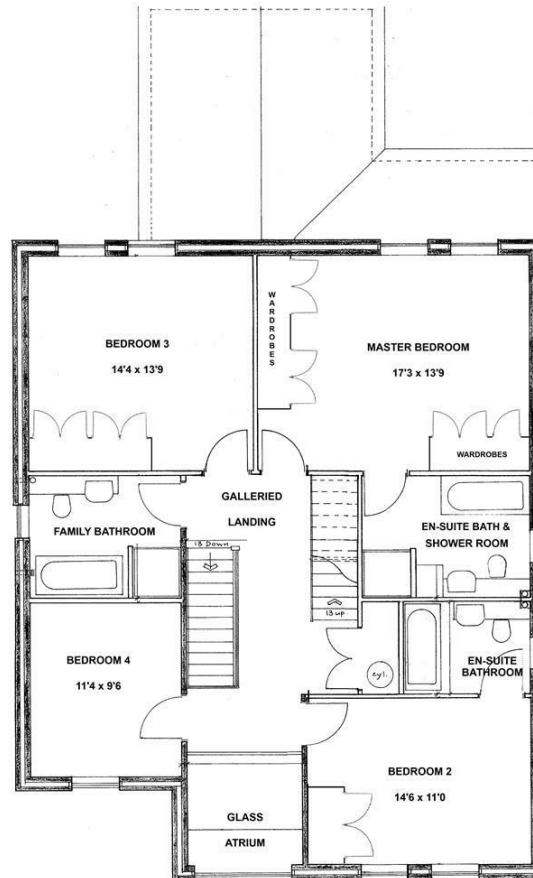 BEDROOM 3
14'4 x 13'9
WARDROBES
MASTER BEDROOM
17'3 x 13'9
WARDROBES
GALLERIED
LANDING
FAMILY BATHROOM
EN-SUITE BATH &
SHOWER ROOM
13 Down
13 up
BEDROOM 4
11'4 x 9'6
cyl.
EN-SUITE
BATHROOM
BEDROOM 2
14'6 x 11'0
GLASS
ATRIUM